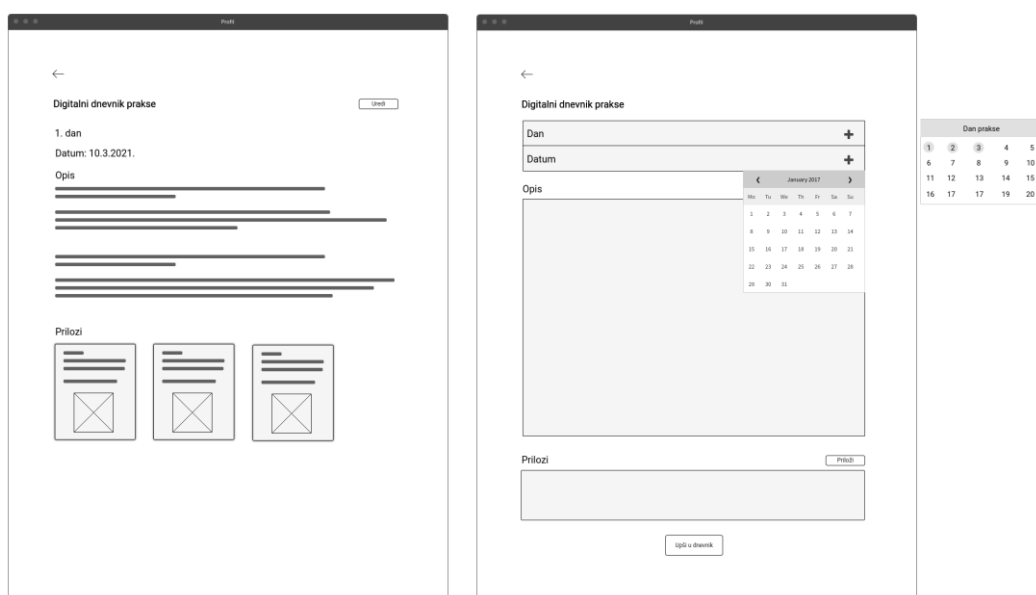 Profil
Digitalni dnevnik prakse
Uredi
1. dan
Datum: 10.3.2021.
Opis
Prilozi
Profil
Digitalni dnevnik prakse
Dan
Datum
January 2017
Mo Tu We Th Fr Sa Su
1 2 3 4 5 6 7
8 9 10 11 12 13 14
15 16 17 18 19 20 21
22 23 24 25 26 27 28
29 30 31
Opis
Prilozi
Priloži
Upiši u dnevnik
Dan prakse
1 2 3 4 5
6 7 8 9 10
11 12 13 14 15
16 17 17 19 20